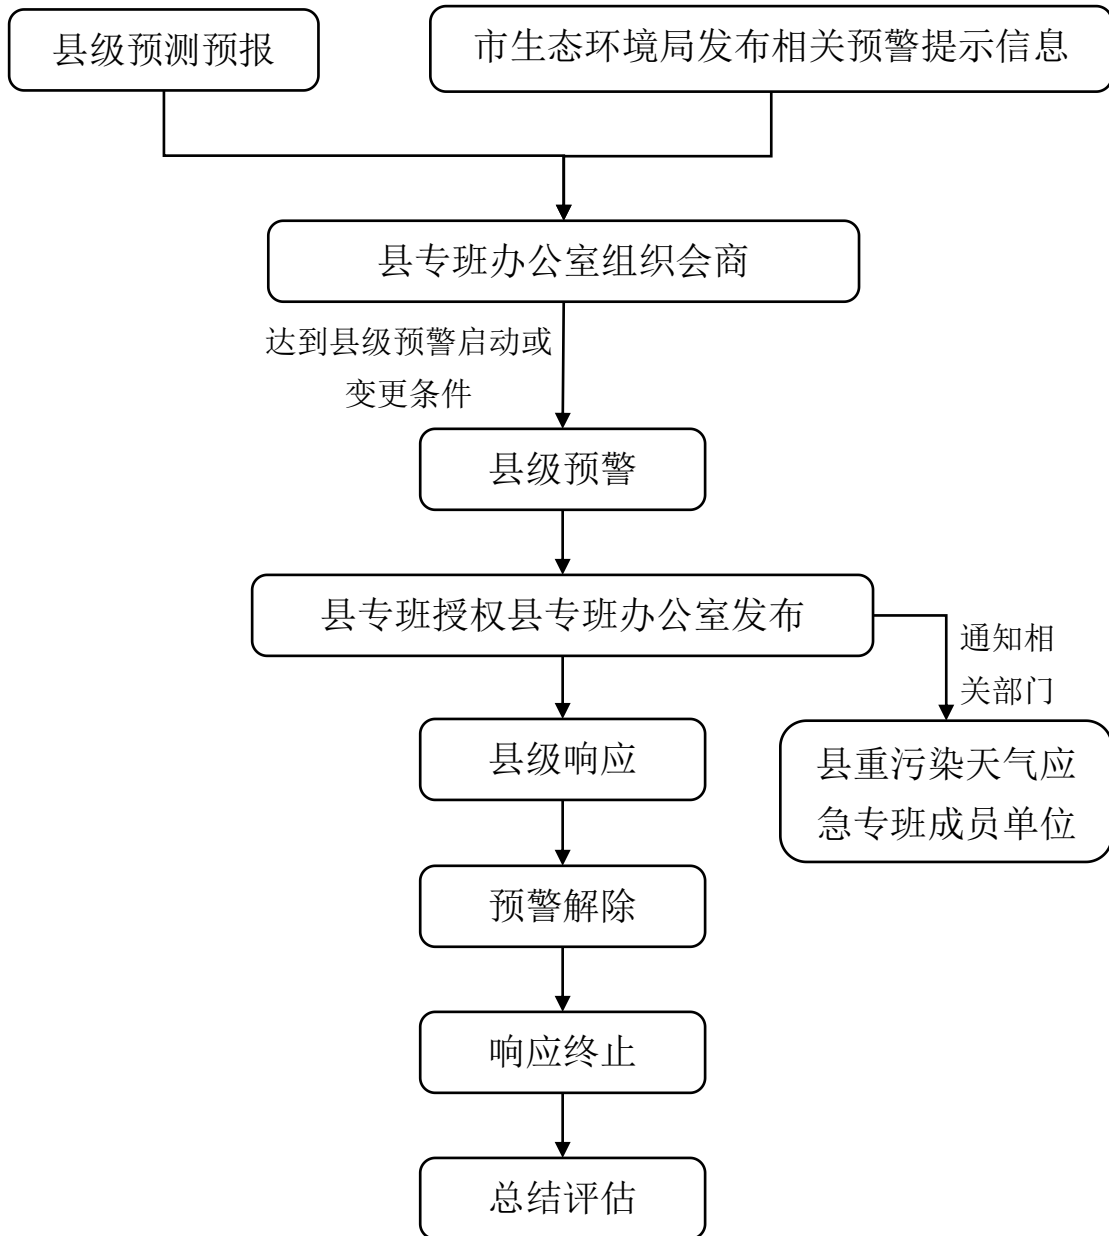 县级预测预报
市生态环境局发布相关预警提示信息
县专班办公室组织会商
达到县级预警启动或
变更条件
县级预警
县专班授权县专班办公室发布
通知相
关部门
县级响应
县重污染天气应
急专班成员单位
预警解除
响应终止
总结评估